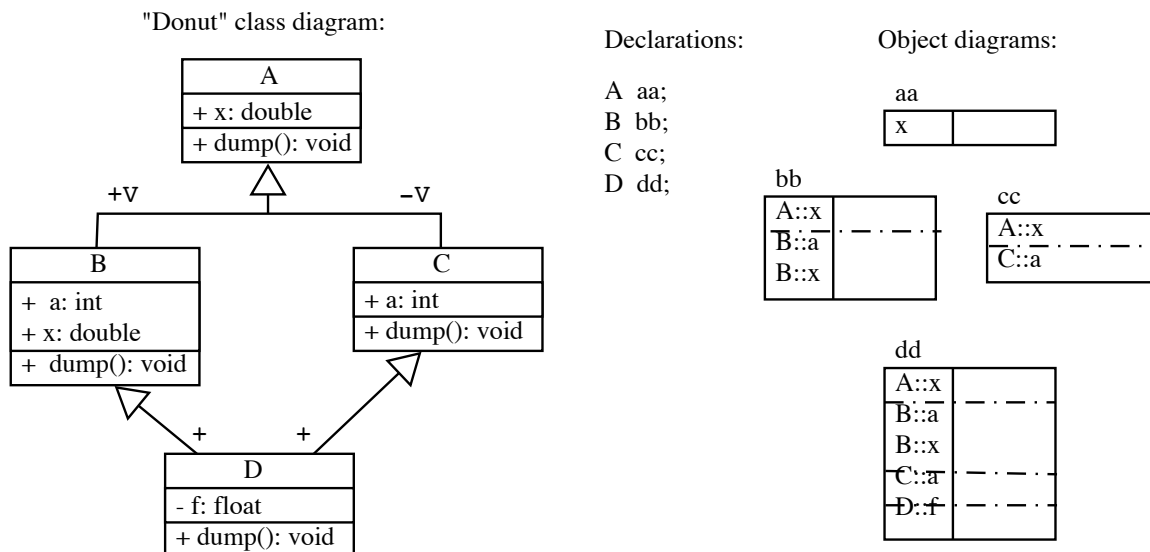 "Donut" class diagram:
A
+ x: double
+ dump(): void
+V
−V
B
+ a: int
+ x: double
+ dump(): void
C
+ a: int
+ dump(): void
+
+
D
- f: float
+ dump(): void
Declarations:
A aa;
B bb;
C cc;
D dd;
Object diagrams:
aa
x
bb
A::x
B::a
B::x
cc
A::x
C::a
dd
A::x
B::a
B::x
C::a
D::f